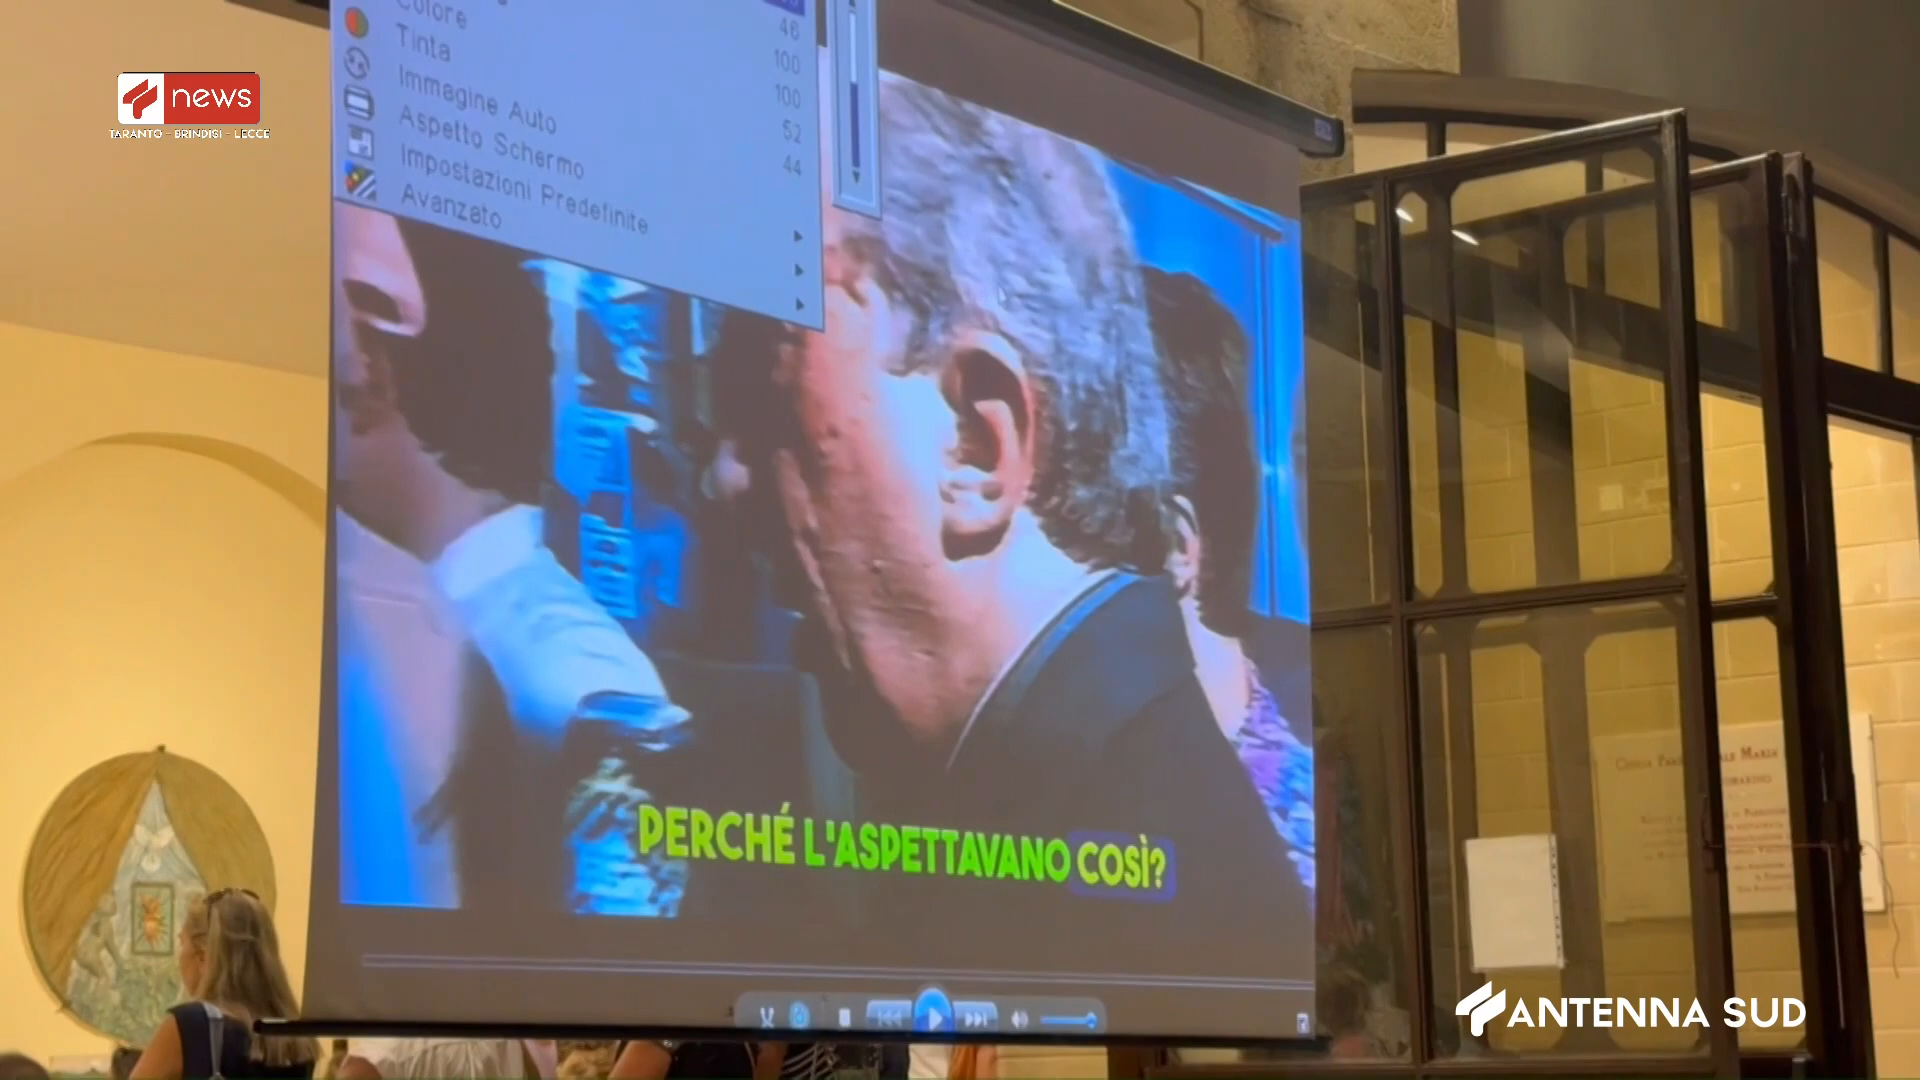 news
TARANTO - BRINDISI - LECCE
Colore
46
Tinta
100
Immagine Auto
100
Aspetto Schermo
52
Impostazioni Predefinite
44
Avanzato
PERCHÉ L'ASPETTAVANO COSÌ?
MARIA
ANTENNA SUD